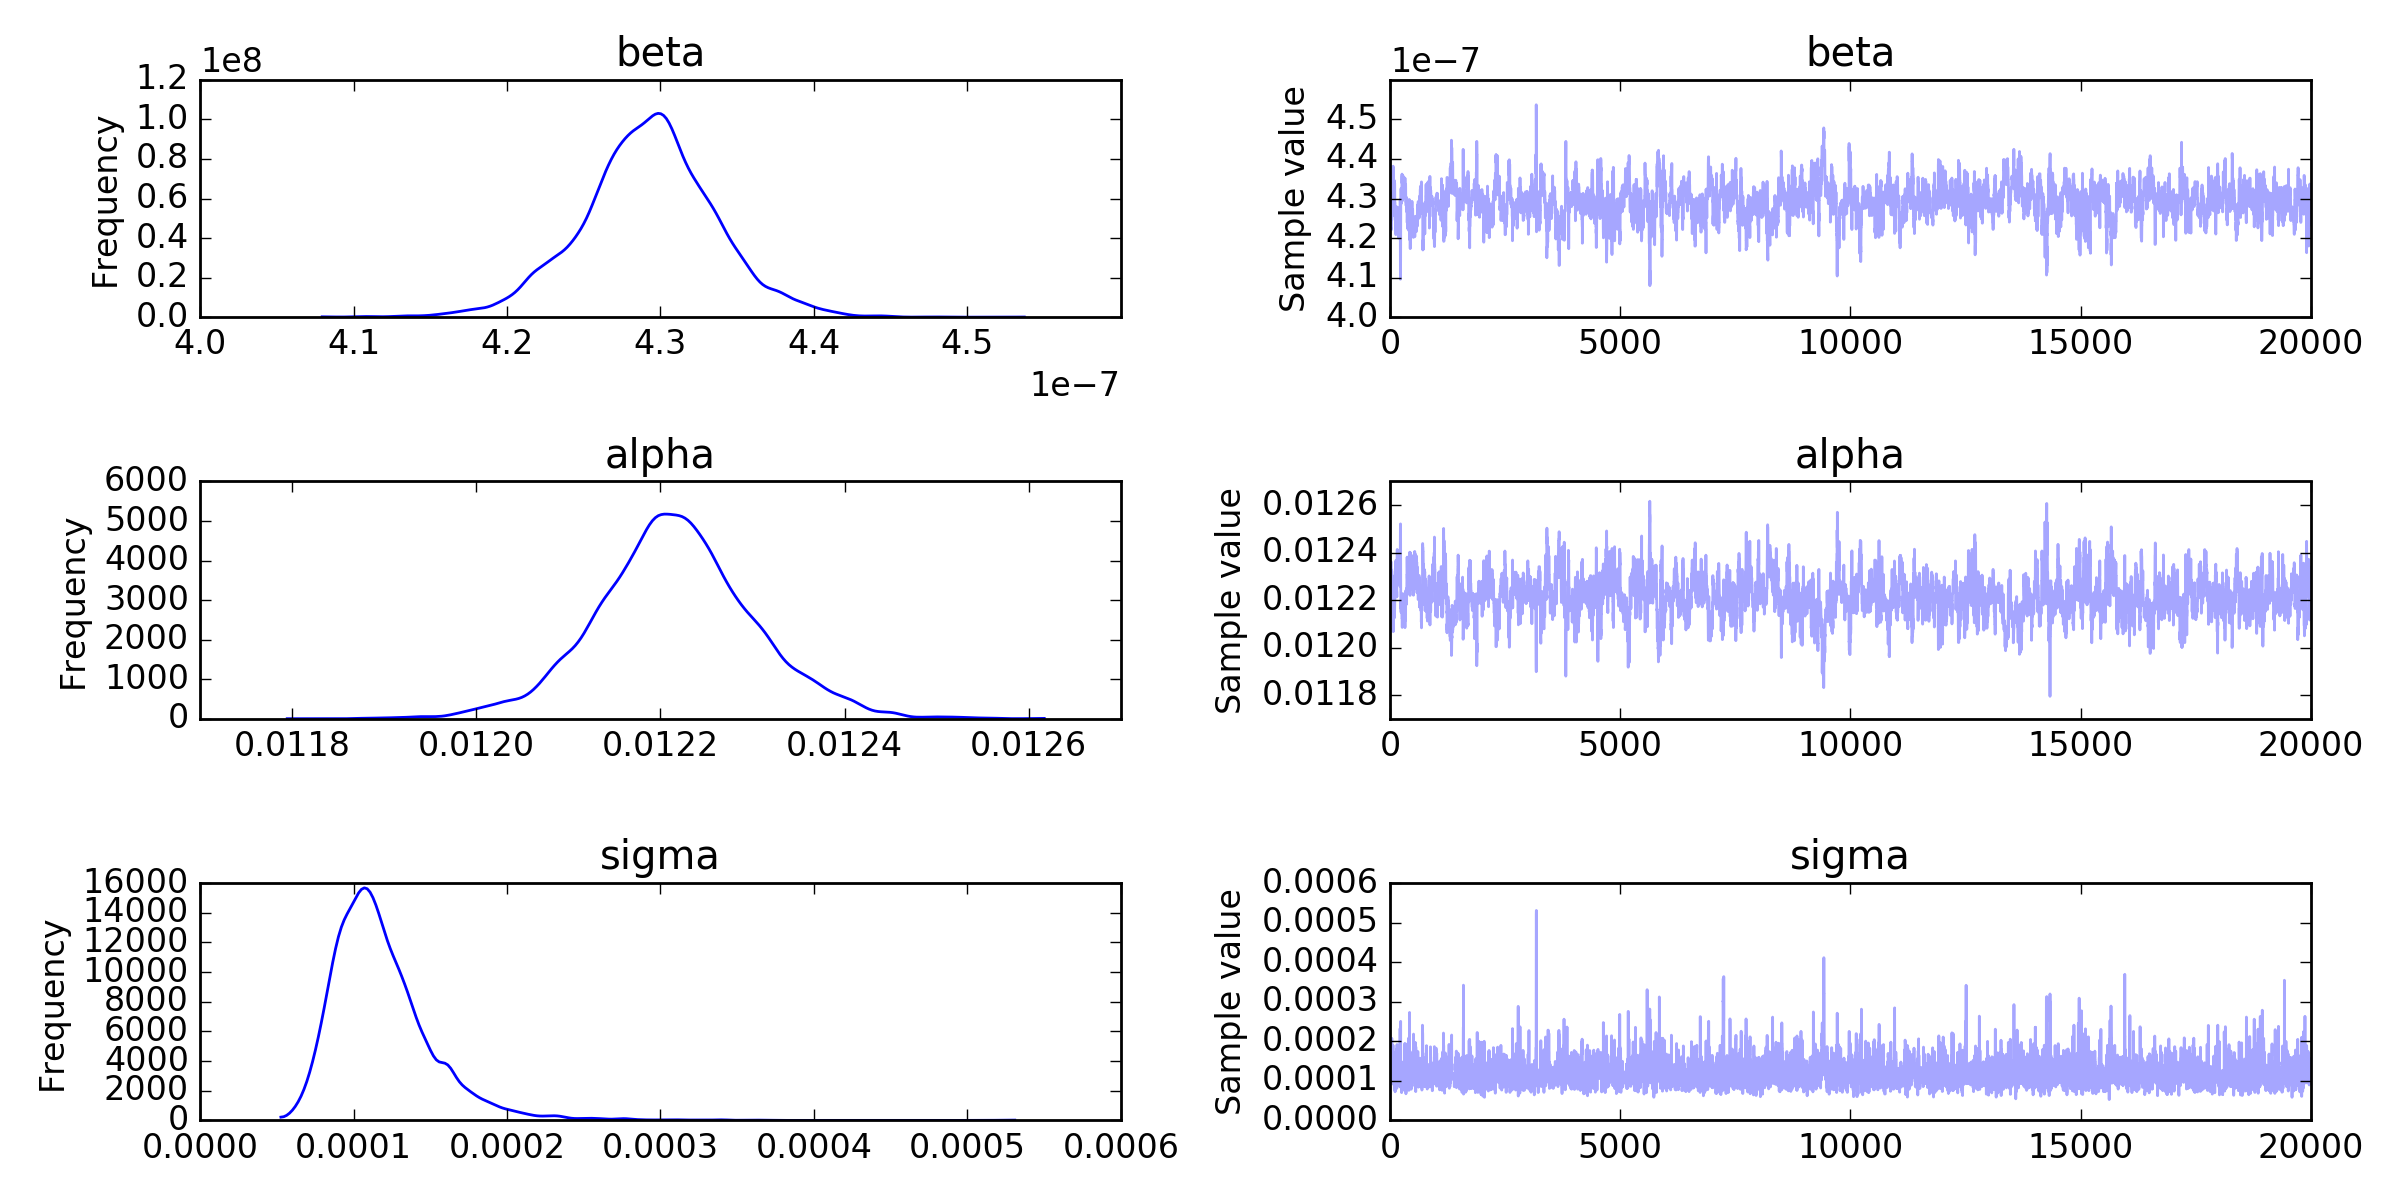 beta
1e8
1.2
1.0
0.8
0.6
0.4
0.2
0.0
Frequency
4.0 4.1 4.2 4.3 4.4 4.5
1e−7
beta
1e−7
4.5
4.4
4.3
4.2
4.1
4.0
Sample value
0 5000 10000 15000 20000
alpha
6000
5000
4000
3000
2000
1000
0
Frequency
0.0118 0.0120 0.0122 0.0124 0.0126
alpha
0.0126
0.0124
0.0122
0.0120
0.0118
Sample value
0 5000 10000 15000 20000
sigma
16000
14000
12000
10000
8000
6000
4000
2000
0
Frequency
0.0000 0.0001 0.0002 0.0003 0.0004 0.0005 0.0006
sigma
0.0006
0.0005
0.0004
0.0003
0.0002
0.0001
0.0000
Sample value
0 5000 10000 15000 20000